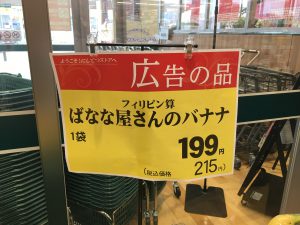 広告の品
フィリピン算
ばなな屋さんのバナナ
1袋
199円
(税込価格 215円)